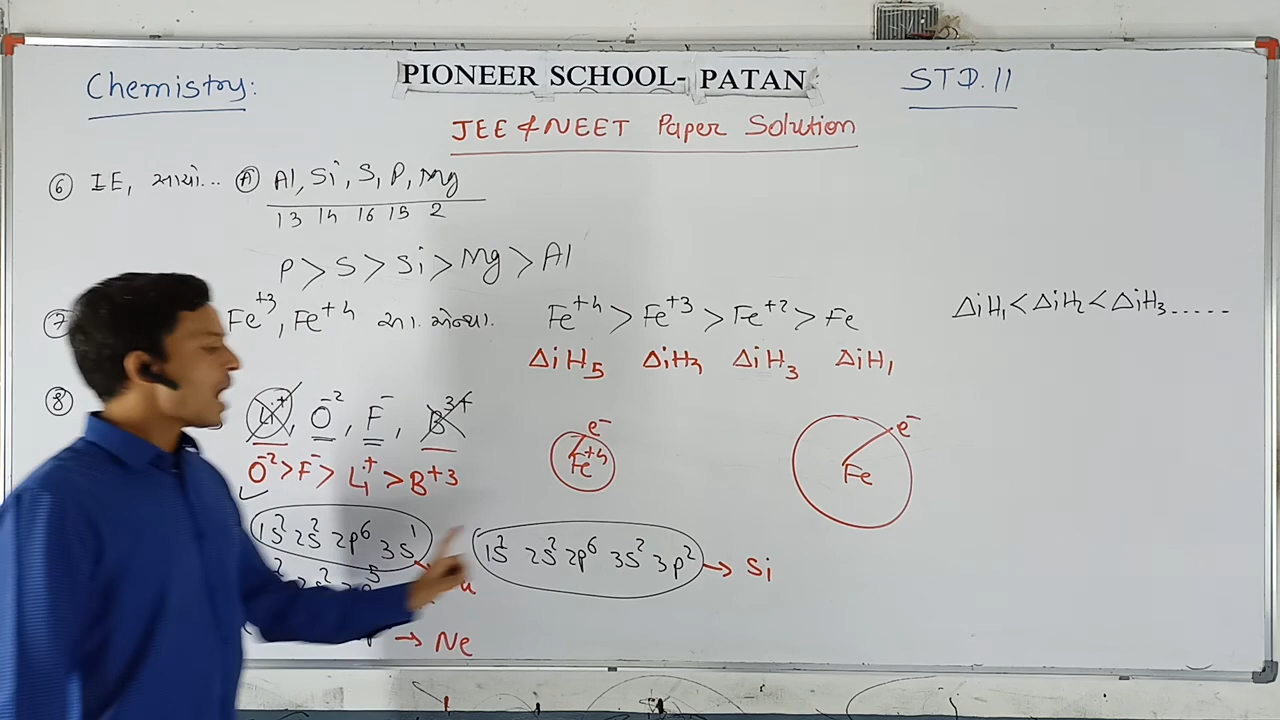 Chemistry:
PIONEER SCHOOL- PATAN
STD.11
JEE & NEET Paper Solution
⑥ IE, સાચો... Ⓐ Al, Si, S, P, Mg
13 14 16 15 2
P > S > Si > Mg > Al
⑦ Fe⁺³, Fe⁺⁴
Fe⁺⁴ > Fe⁺³ > Fe⁺² > Fe
ΔiH₁ < ΔiH₂ < ΔiH₃.....
ΔiH₅ ΔiH₄ ΔiH₃ ΔiH₁
⑧ Li⁺, O⁻², F⁻, B³⁺
O⁻² > F⁻ > Li⁺ > B⁺³
e⁻
Fe⁺⁴
e⁻
Fe
1s² 2s² 2p⁶ 3s¹
1s² 2s² 2p⁶ 3s² 3p² → Si
→ Ne